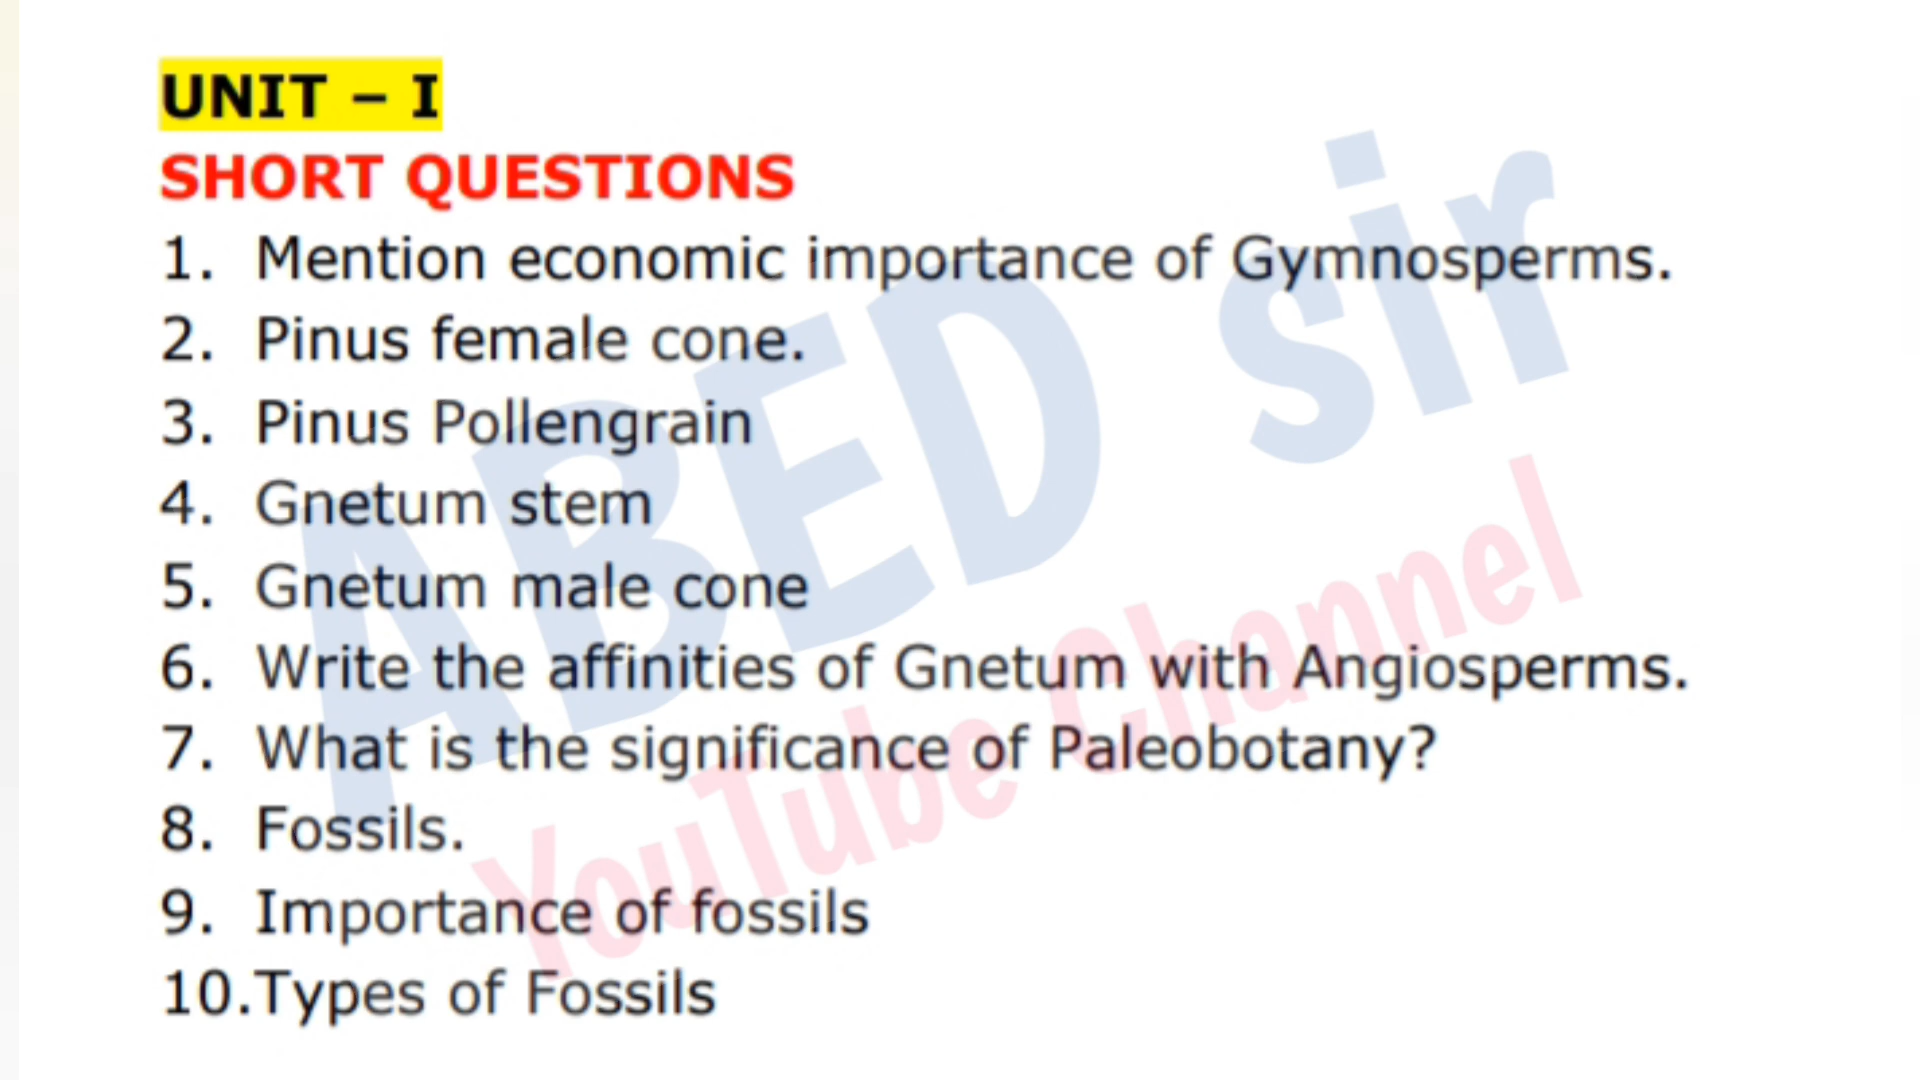 UNIT – I
SHORT QUESTIONS
1. Mention economic importance of Gymnosperms.
2. Pinus female cone.
3. Pinus Pollengrain
4. Gnetum stem
5. Gnetum male cone
6. Write the affinities of Gnetum with Angiosperms.
7. What is the significance of Paleobotany?
8. Fossils.
9. Importance of fossils
10.Types of Fossils
ABED sir
YouTube Channel